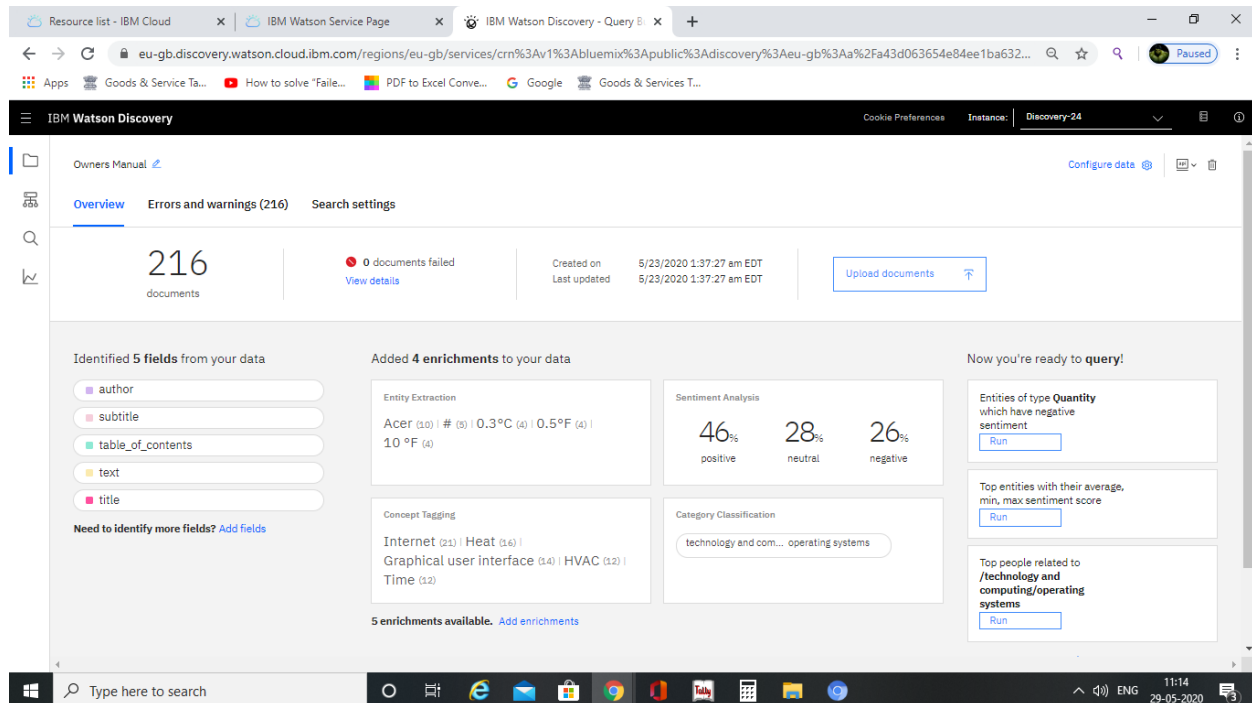 Resource list - IBM Cloud
IBM Watson Service Page
IBM Watson Discovery - Query B
eu-gb.discovery.watson.cloud.ibm.com/regions/eu-gb/services/crn%3Av1%3Abluemix%3Apublic%3Adiscovery%3Aeu-gb%3Aa%2Fa43d063654e84ee1ba632...
Paused
Apps
Goods & Service Ta...
How to solve “Faile...
PDF to Excel Conve...
G Google
Goods & Services T...
IBM Watson Discovery
Cookie Preferences
Instance:
Discovery-24
Owners Manual
Configure data
API
Overview
Errors and warnings (216)
Search settings
216
documents
0 documents failed
View details
Created on 5/23/2020 1:37:27 am EDT
Last updated 5/23/2020 1:37:27 am EDT
Upload documents
Identified 5 fields from your data
author
subtitle
table_of_contents
text
title
Need to identify more fields? Add fields
Added 4 enrichments to your data
Entity Extraction
Acer (10) | # (5) | 0.3°C (4) | 0.5°F (4) |
10 °F (4)
Sentiment Analysis
46% 28% 26%
positive neutral negative
Concept Tagging
Internet (21) | Heat (16) |
Graphical user interface (14) | HVAC (12) |
Time (12)
Category Classification
technology and com... operating systems
5 enrichments available. Add enrichments
Now you're ready to query!
Entities of type Quantity
which have negative
sentiment
Run
Top entities with their average,
min, max sentiment score
Run
Top people related to
/technology and
computing/operating
systems
Run
Type here to search
Tally
ENG
11:14
29-05-2020
3